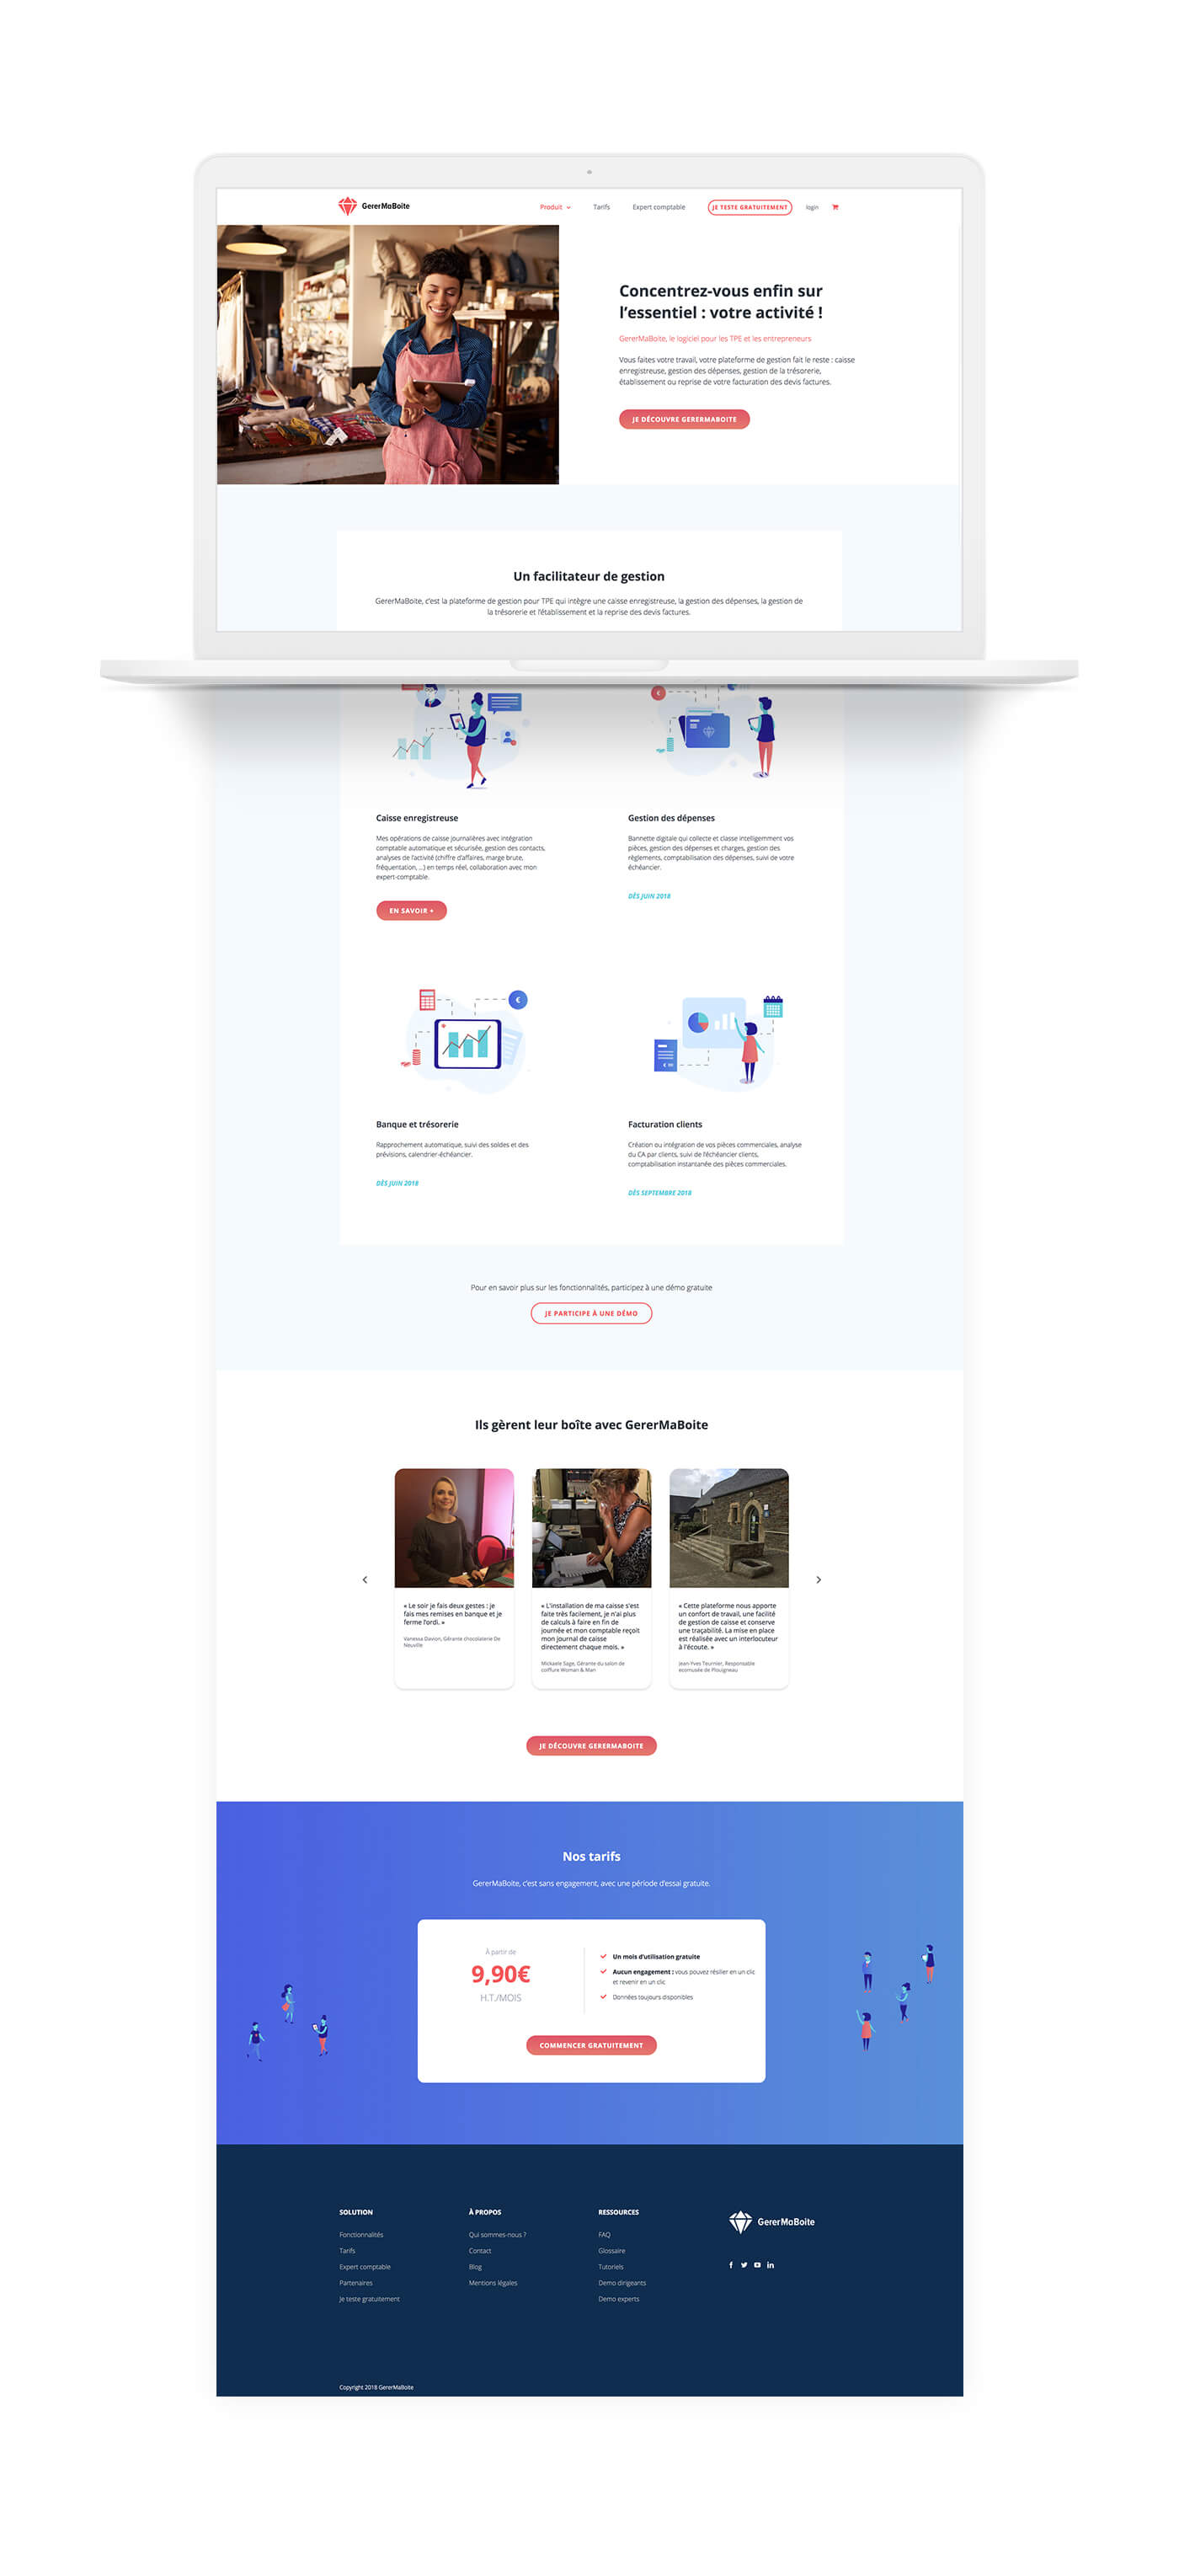 GererMaBoite
Produit
Tarifs
Expert comptable
JE TESTE GRATUITEMENT
login
Concentrez-vous enfin sur
l'essentiel : votre activité !
GererMaBoite, le logiciel pour les TPE et les entrepreneurs
Vous faites votre travail, votre plateforme de gestion fait le reste : caisse
enregistreuse, gestion des dépenses, gestion de la trésorerie,
établissement ou reprise de votre facturation des devis factures.
JE DÉCOUVRE GERERMABOITE
Un facilitateur de gestion
GererMaBoite, c'est la plateforme de gestion pour TPE qui intègre une caisse enregistreuse, la gestion des dépenses, la gestion de
la trésorerie et l'établissement et la reprise des devis factures.
Caisse enregistreuse
Mes opérations de caisse journalières avec intégration
comptable automatique et sécurisée, gestion des contacts,
analyses de l'activité (chiffre d'affaires, marge brute,
fréquentation, ...) en temps réel, collaboration avec mon
expert-comptable.
EN SAVOIR +
Gestion des dépenses
Bannette digitale qui collecte et classe intelligemment vos
pièces, gestion des dépenses et charges, gestion des
règlements, comptabilisation des dépenses, suivi de votre
échéancier.
DÈS JUIN 2018
Banque et trésorerie
Rapprochement automatique, suivi des soldes et des
prévisions, calendrier-échéancier.
DÈS JUIN 2018
Facturation clients
Création ou intégration de vos pièces commerciales, analyse
du CA par clients, suivi de l'échéancier clients,
comptabilisation instantanée des pièces commerciales.
DÈS SEPTEMBRE 2018
Pour en savoir plus sur les fonctionnalités, participez à une démo gratuite
JE PARTICIPE À UNE DÉMO
Ils gèrent leur boîte avec GererMaBoite
« Le soir je fais deux gestes : je
fais mes remises en banque et je
ferme l'ordi. »
Vanessa Davion, Gérante chocolaterie De
Neuville
« L'installation de ma caisse s'est
faite très facilement, je n'ai plus
de calculs à faire en fin de
journée et mon comptable reçoit
mon journal de caisse
directement chaque mois. »
Mickaele Sage, Gérante du salon de
coiffure Woman & Man
« Cette plateforme nous apporte
un confort de travail, une facilité
de gestion de caisse et conserve
une traçabilité. La mise en place
est réalisée avec un interlocuteur
à l'écoute. »
Jean-Yves Teurnier, Responsable
ecomusée de Plouigneau
JE DÉCOUVRE GERERMABOITE
Nos tarifs
GererMaBoite, c'est sans engagement, avec une période d'essai gratuite.
À partir de
9,90€
H.T./MOIS
Un mois d'utilisation gratuite
Aucun engagement : vous pouvez résilier en un clic
et revenir en un clic
Données toujours disponibles
COMMENCER GRATUITEMENT
SOLUTION
Fonctionnalités
Tarifs
Expert comptable
Partenaires
Je teste gratuitement
À PROPOS
Qui sommes-nous ?
Contact
Blog
Mentions légales
RESSOURCES
FAQ
Glossaire
Tutoriels
Demo dirigeants
Demo experts
GererMaBoite
Copyright 2018 GererMaBoite